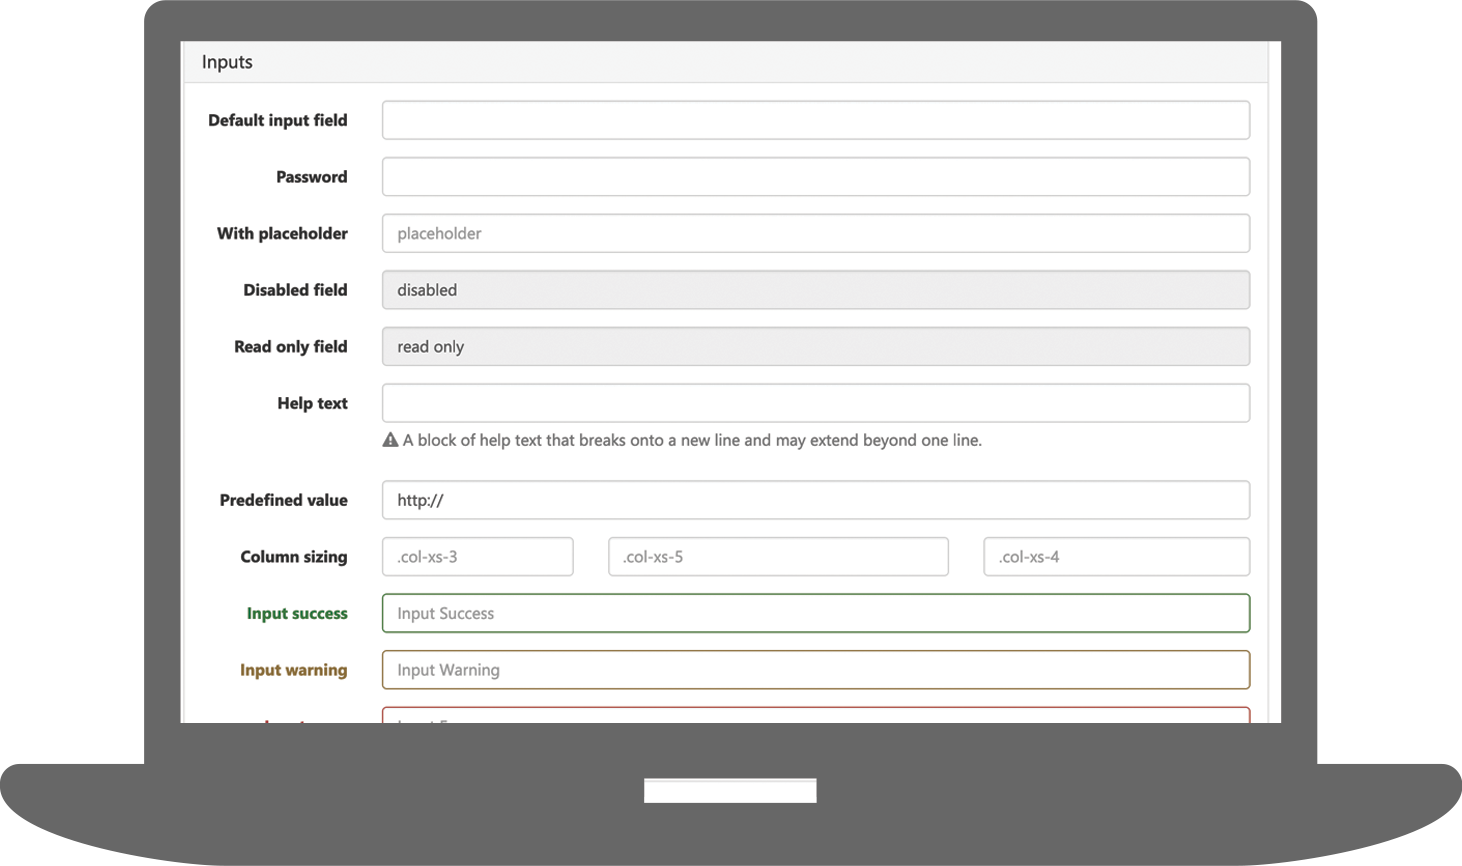 Inputs
Default input field
Password
With placeholder placeholder
Disabled field disabled
Read only field read only
Help text
A block of help text that breaks onto a new line and may extend beyond one line.
Predefined value http://
Column sizing .col-xs-3 .col-xs-5 .col-xs-4
Input success Input Success
Input warning Input Warning